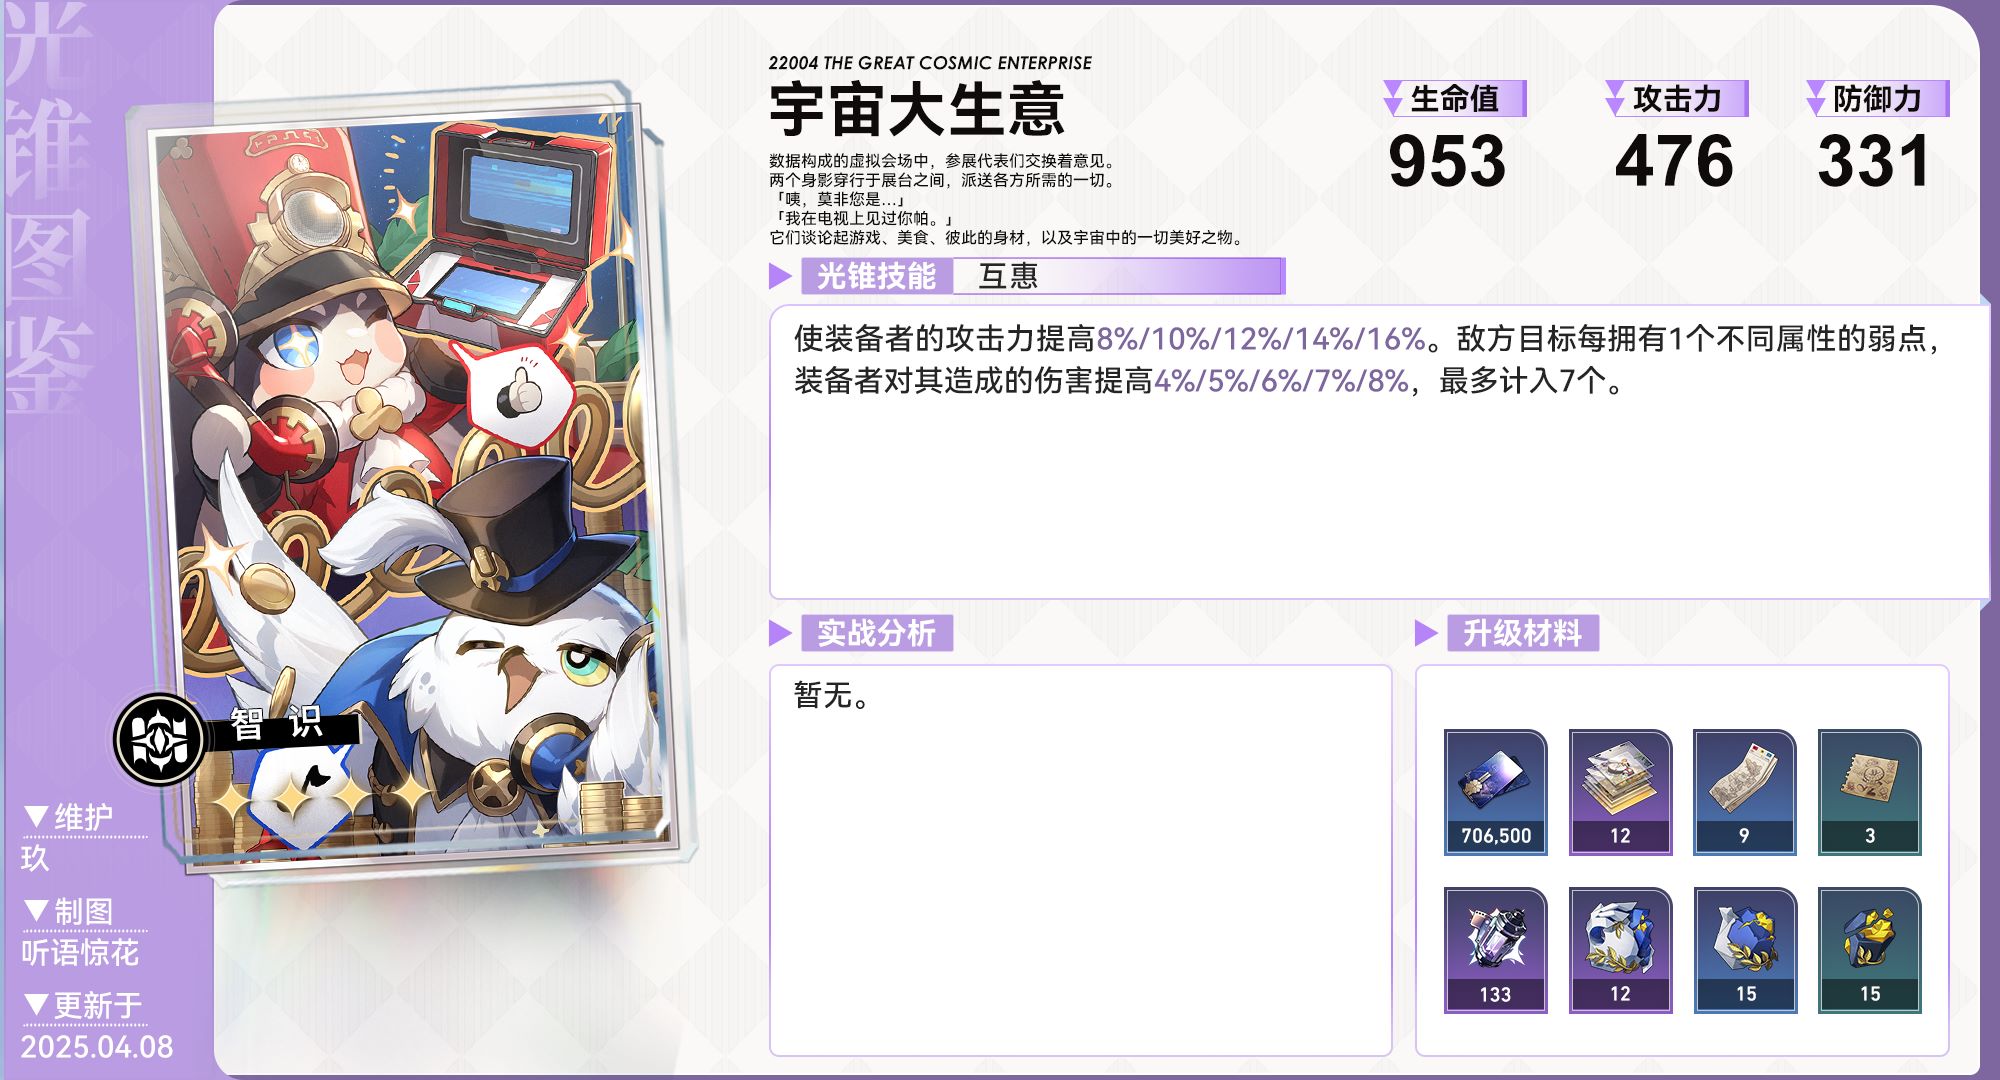 光锥图鉴
22004 THE GREAT COSMIC ENTERPRISE
宇宙大生意
数据构成的虚拟会场中，参展代表们交换着意见。
两个身影穿行于展台之间，派送各方所需的一切。
「咦，莫非您是…」
「我在电视上见过你帕。」
它们谈论起游戏、美食、彼此的身材，以及宇宙中的一切美好之物。
生命值
953
攻击力
476
防御力
331
光锥技能 互惠
使装备者的攻击力提高8%/10%/12%/14%/16%。敌方目标每拥有1个不同属性的弱点，
装备者对其造成的伤害提高4%/5%/6%/7%/8%，最多计入7个。
实战分析
暂无。
升级材料
706,500 12 9 3
133 12 15 15
智识
▼维护
玖
▼制图
听语惊花
▼更新于
2025.04.08